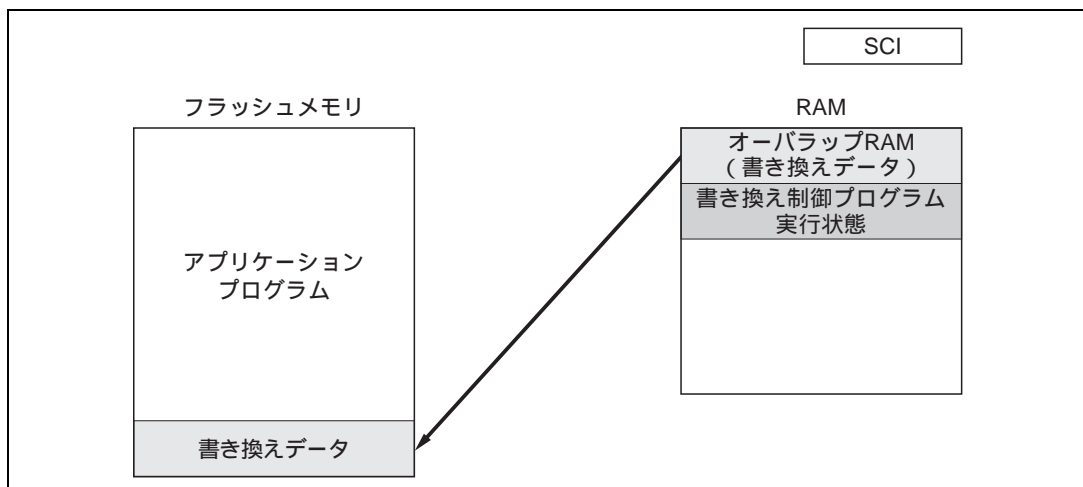 SCI
フラッシュメモリ
RAM
オーバラップRAM
（書き換えデータ）
書き換え制御プログラム
実行状態
アプリケーション
プログラム
書き換えデータ